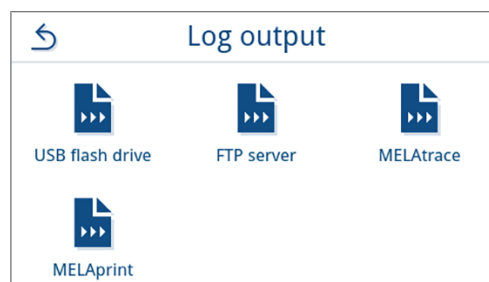 Log output
USB flash drive
FTP server
MELAtrace
MELAprint